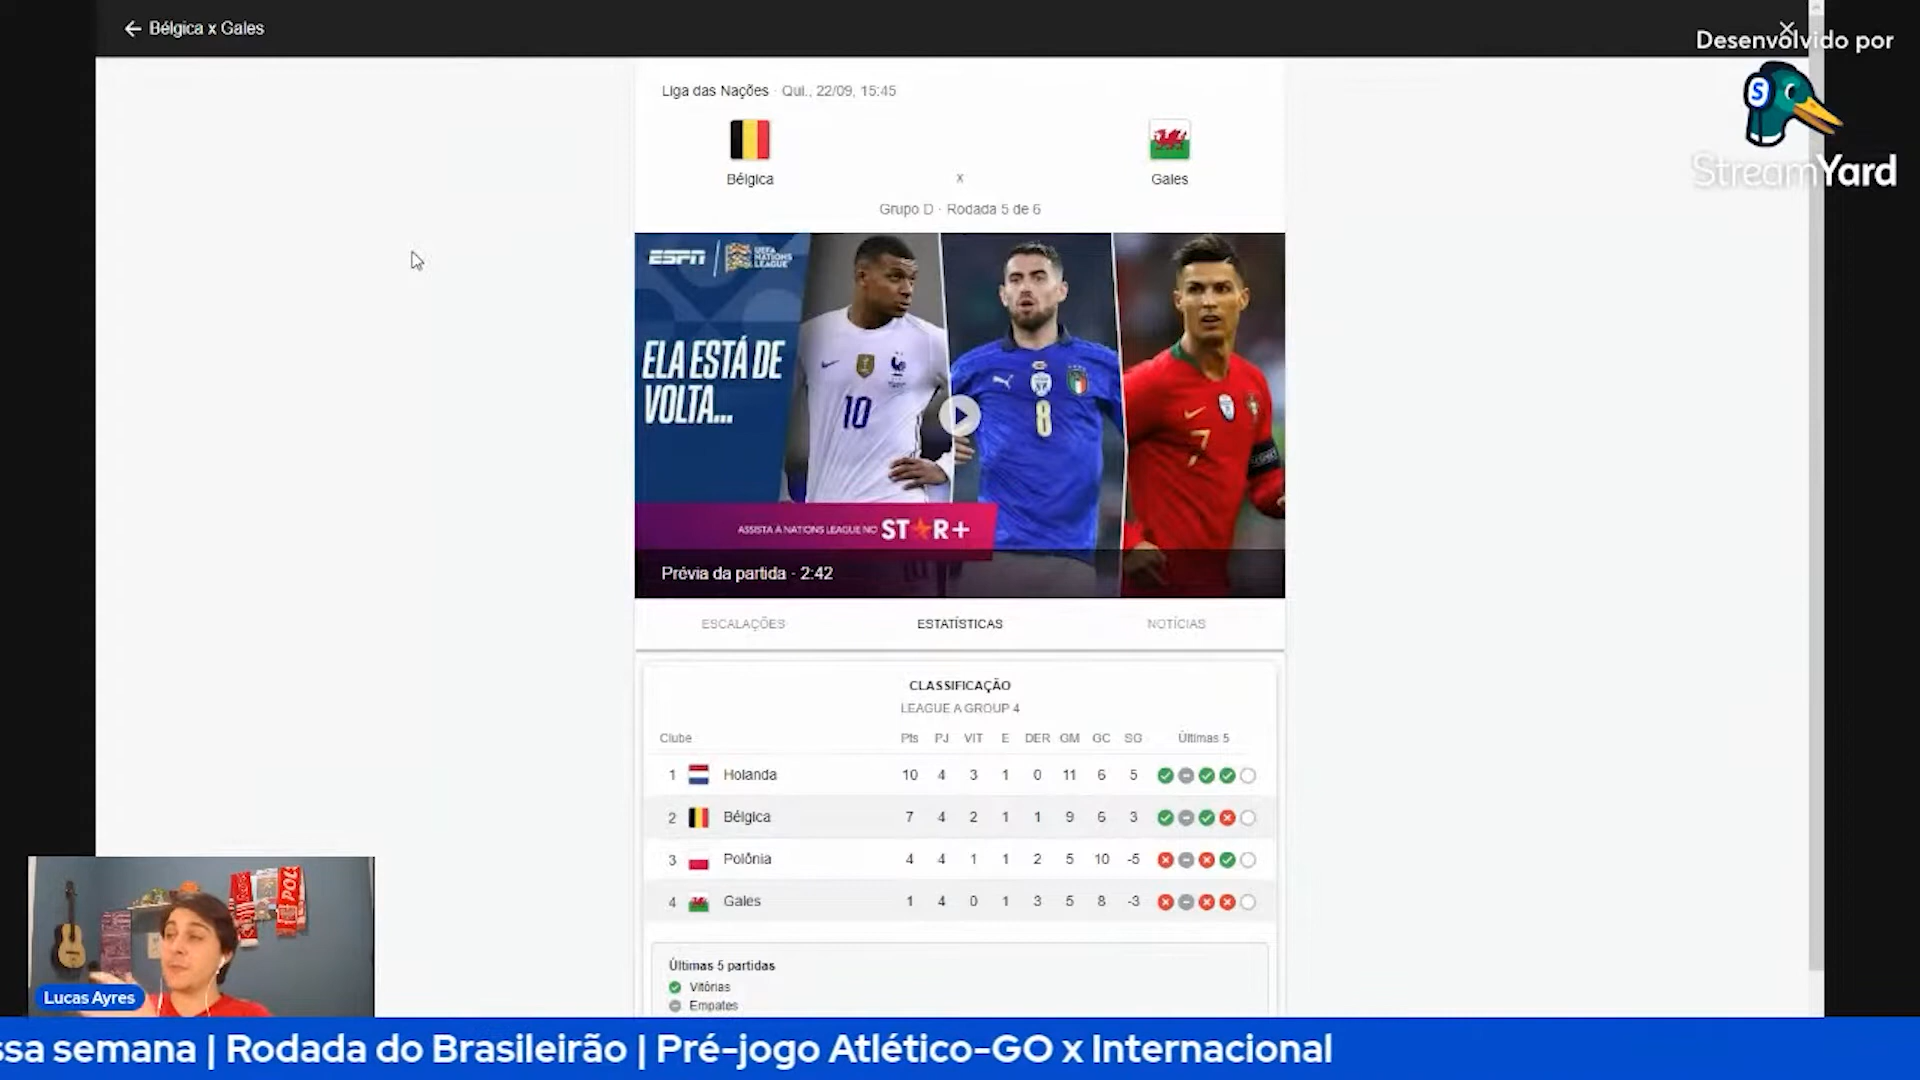 Bélgica x Gales
Desenvolvido por
S
StreamYard
Liga das Nações · Qui., 22/09, 15:45
Bélgica x Gales
Grupo D · Rodada 5 de 6
ESPN UEFA NATIONS LEAGUE
ELA ESTÁ DE
VOLTA...
10
8
7
ASSISTA À NATIONS LEAGUE NO STAR+
Prévia da partida · 2:42
ESCALAÇÕES ESTATÍSTICAS NOTÍCIAS
CLASSIFICAÇÃO
LEAGUE A GROUP 4
Clube Pts PJ VIT E DER GM GC SG Últimas 5
1 Holanda 10 4 3 1 0 11 6 5
2 Bélgica 7 4 2 1 1 9 6 3
3 Polônia 4 4 1 1 2 5 10 -5
4 Gales 1 4 0 1 3 5 8 -3
Últimas 5 partidas
Vitórias
Empates
POL
Lucas Ayres
ssa semana | Rodada do Brasileirão | Pré-jogo Atlético-GO x Internacional